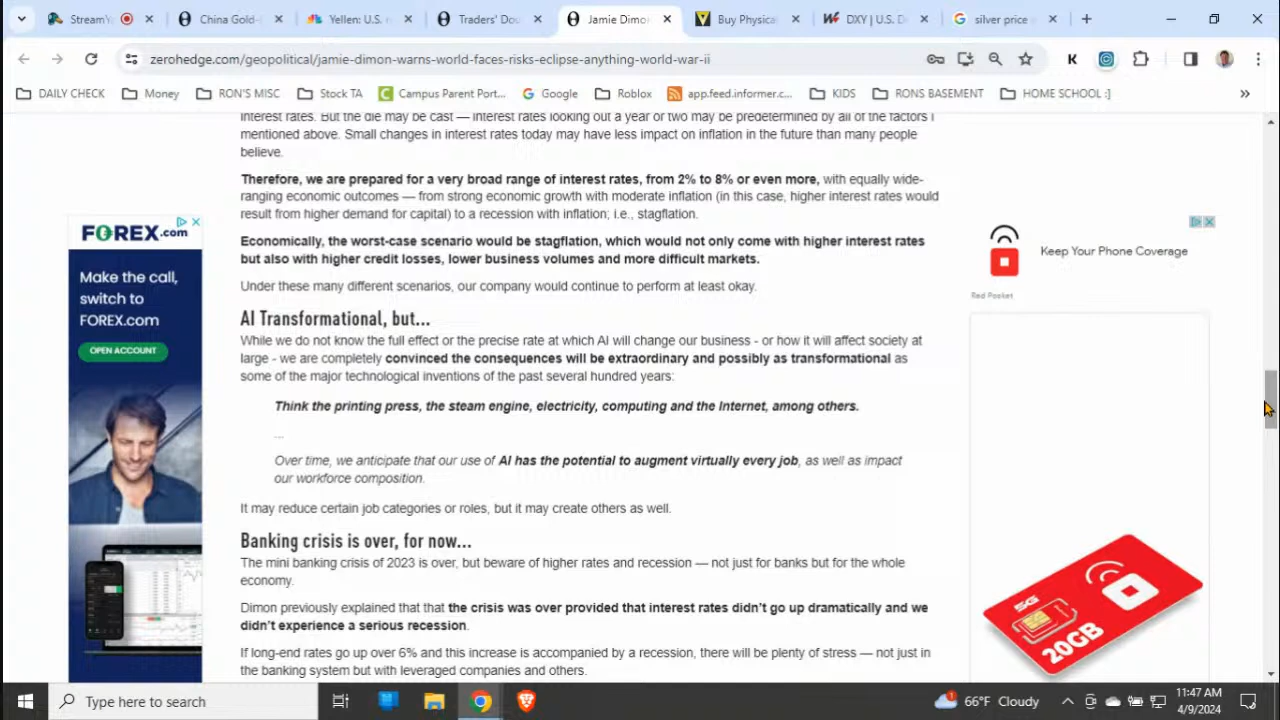 StreamY
China Gold-
Yellen: U.S. r
Traders' Dou
Jamie Dimo
Buy Physica
DXY | U.S. D
silver price
zerohedge.com/geopolitical/jamie-dimon-warns-world-faces-risks-eclipse-anything-world-war-ii
DAILY CHECK
Money
RON'S MISC
Stock TA
Campus Parent Port...
Google
Roblox
app.feed.informer.c...
KIDS
RONS BASEMENT
HOME SCHOOL :]
interest rates. But the die may be cast — interest rates looking out a year or two may be predetermined by all of the factors I
mentioned above. Small changes in interest rates today may have less impact on inflation in the future than many people
believe.
Therefore, we are prepared for a very broad range of interest rates, from 2% to 8% or even more, with equally wide-
ranging economic outcomes — from strong economic growth with moderate inflation (in this case, higher interest rates would
result from higher demand for capital) to a recession with inflation; i.e., stagflation.
Economically, the worst-case scenario would be stagflation, which would not only come with higher interest rates
but also with higher credit losses, lower business volumes and more difficult markets.
Under these many different scenarios, our company would continue to perform at least okay.
AI Transformational, but...
While we do not know the full effect or the precise rate at which AI will change our business - or how it will affect society at
large - we are completely convinced the consequences will be extraordinary and possibly as transformational as
some of the major technological inventions of the past several hundred years:
Think the printing press, the steam engine, electricity, computing and the Internet, among others.
...
Over time, we anticipate that our use of AI has the potential to augment virtually every job, as well as impact
our workforce composition.
It may reduce certain job categories or roles, but it may create others as well.
Banking crisis is over, for now...
The mini banking crisis of 2023 is over, but beware of higher rates and recession — not just for banks but for the whole
economy.
Dimon previously explained that that the crisis was over provided that interest rates didn't go up dramatically and we
didn't experience a serious recession.
If long-end rates go up over 6% and this increase is accompanied by a recession, there will be plenty of stress — not just in
the banking system but with leveraged companies and others.
FOREX.com
Make the call,
switch to
FOREX.com
OPEN ACCOUNT
Keep Your Phone Coverage
Red Pocket
5G
20GB
Type here to search
1
66°F Cloudy
11:47 AM
4/9/2024